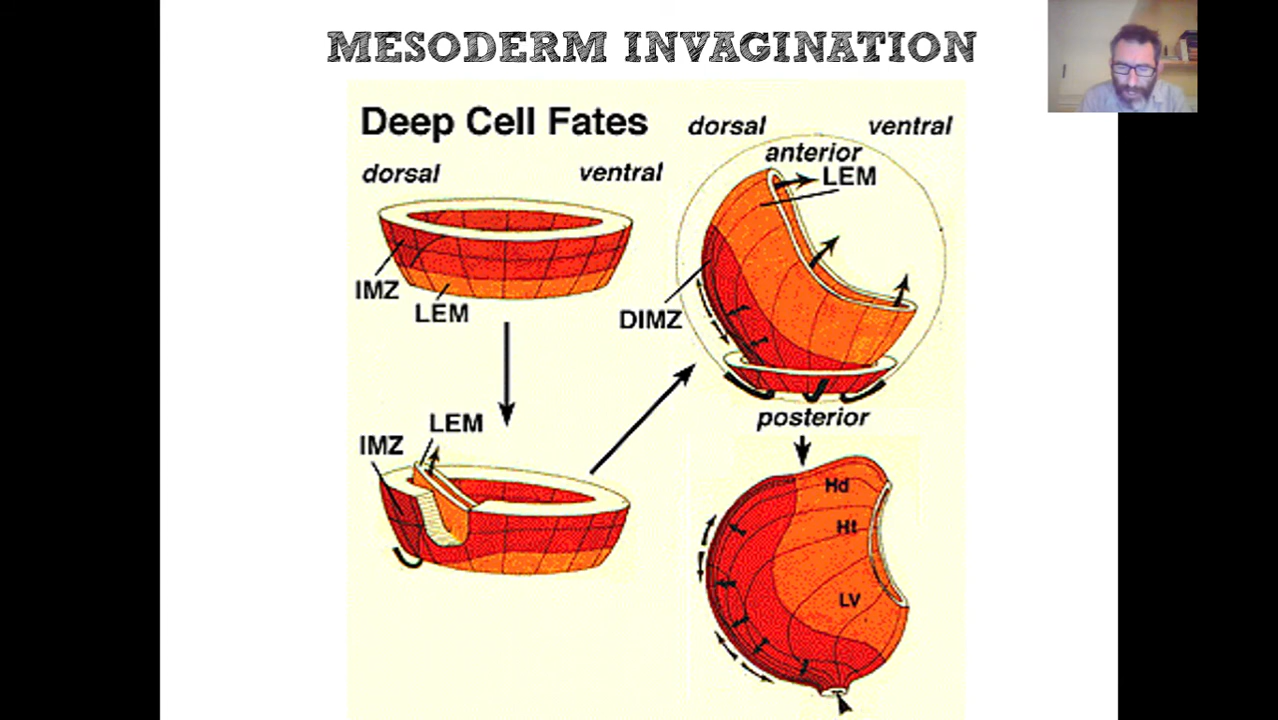 MESODERM INVAGINATION
Deep Cell Fates
dorsal
ventral
IMZ
LEM
LEM
IMZ
dorsal
ventral
anterior
LEM
DIMZ
posterior
Hd
Ht
LV